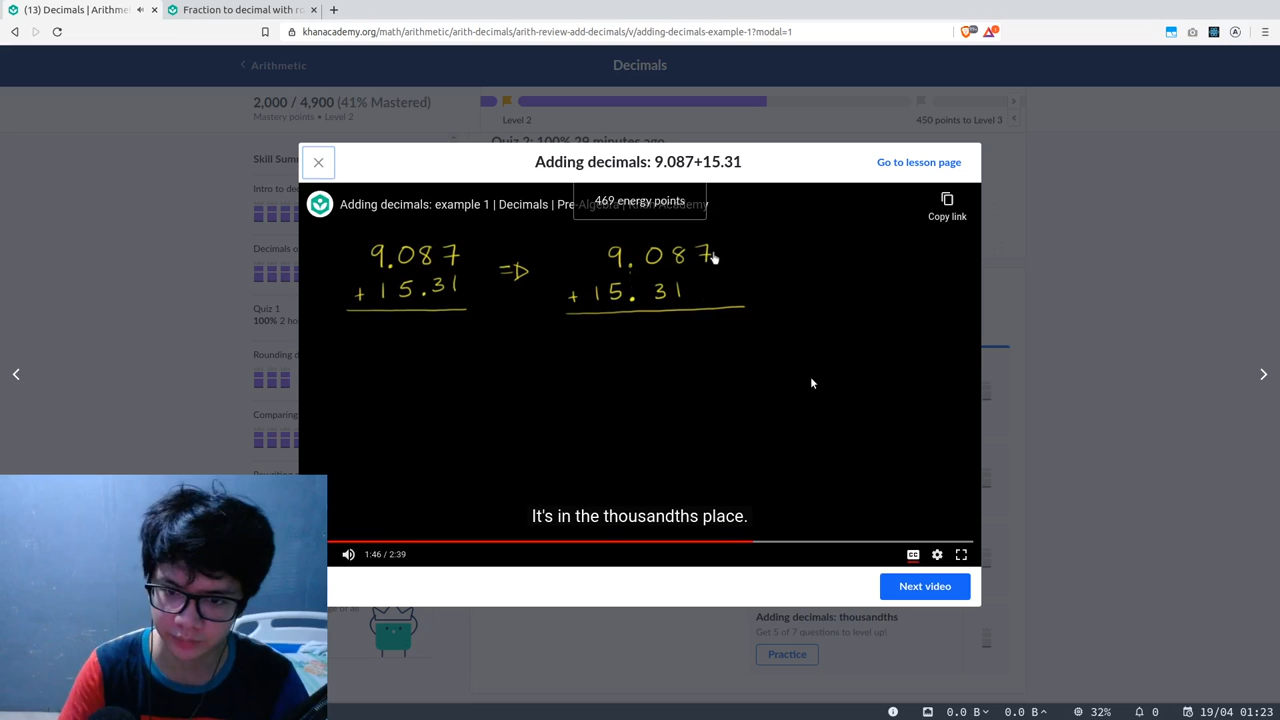 (13) Decimals | Arithme
Fraction to decimal with ro
khanacademy.org/math/arithmetic/arith-decimals/arith-review-add-decimals/v/adding-decimals-example-1?modal=1
Arithmetic
Decimals
2,000 / 4,900 (41% Mastered)
Mastery points • Level 2
Level 2
450 points to Level 3
Quiz 2: 100% 29 minutes ago
Skill Summ
Intro to dec
Decimals o
Quiz 1
100% 2 ho
Rounding d
Comparing
Adding decimals: 9.087+15.31
Go to lesson page
Adding decimals: example 1 | Decimals | Pre-Algebra | Khan Academy
469 energy points
Copy link
9.087
+ 15.31
=>
9.087
+ 15.31
It's in the thousandths place.
1:46 / 2:39
CC
Next video
Adding decimals: thousandths
Get 5 of 7 questions to level up!
Practice
0.0 B
0.0 B
32%
0
19/04 01:23